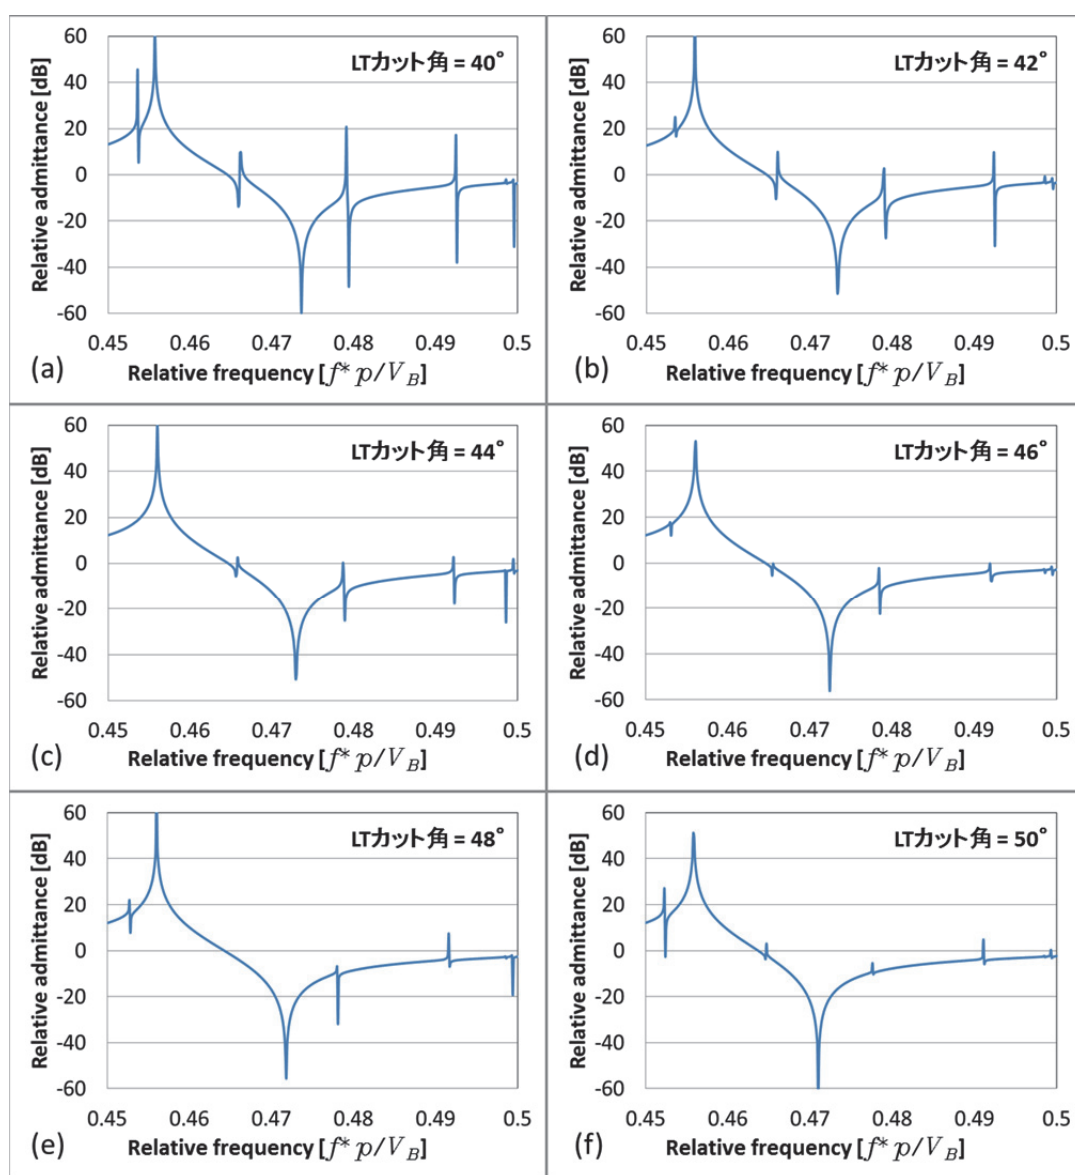 LTカット角 = 40°
Relative admittance [dB]
60
40
20
0
-20
-40
-60
0.45 0.46 0.47 0.48 0.49 0.5
(a) Relative frequency [f* p/V_B]
LTカット角 = 42°
Relative admittance [dB]
60
40
20
0
-20
-40
-60
0.45 0.46 0.47 0.48 0.49 0.5
(b) Relative frequency [f* p/V_B]
LTカット角 = 44°
Relative admittance [dB]
60
40
20
0
-20
-40
-60
0.45 0.46 0.47 0.48 0.49 0.5
(c) Relative frequency [f* p/V_B]
LTカット角 = 46°
Relative admittance [dB]
60
40
20
0
-20
-40
-60
0.45 0.46 0.47 0.48 0.49 0.5
(d) Relative frequency [f* p/V_B]
LTカット角 = 48°
Relative admittance [dB]
60
40
20
0
-20
-40
-60
0.45 0.46 0.47 0.48 0.49 0.5
(e) Relative frequency [f* p/V_B]
LTカット角 = 50°
Relative admittance [dB]
60
40
20
0
-20
-40
-60
0.45 0.46 0.47 0.48 0.49 0.5
(f) Relative frequency [f* p/V_B]